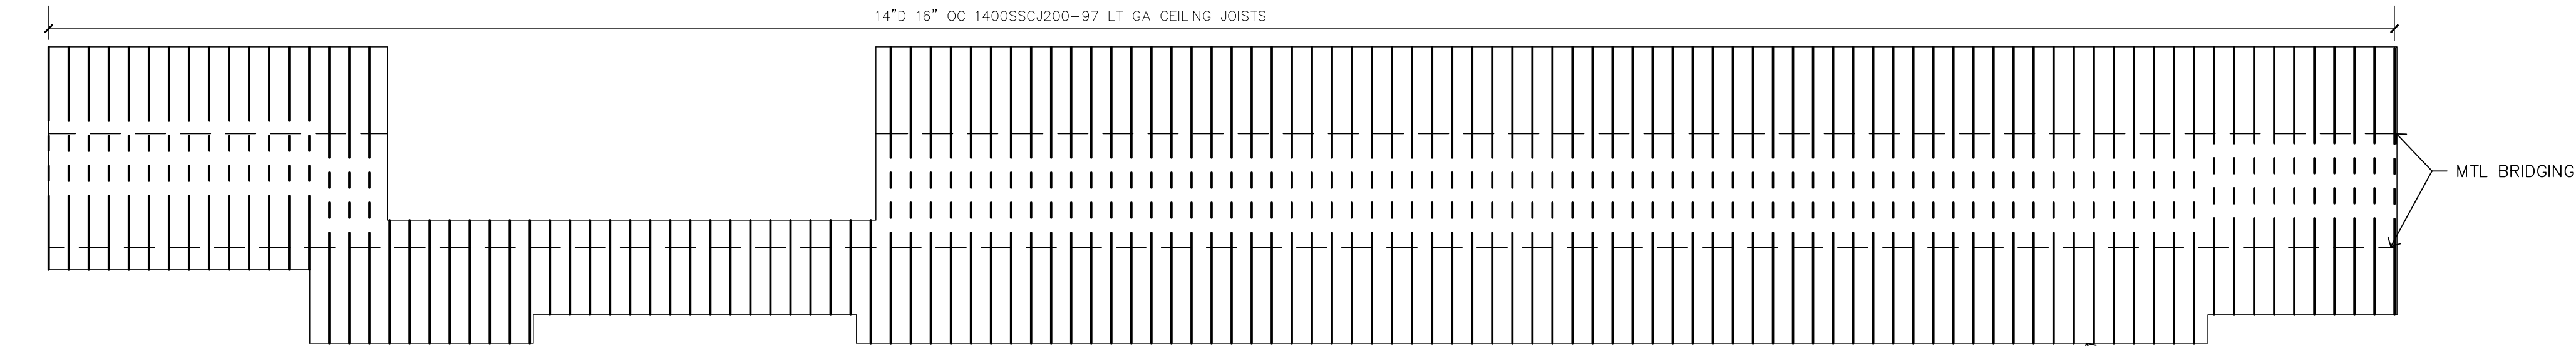 14"D 16" OC 1400SSCJ200-97 LT GA CEILING JOISTS
MTL BRIDGING